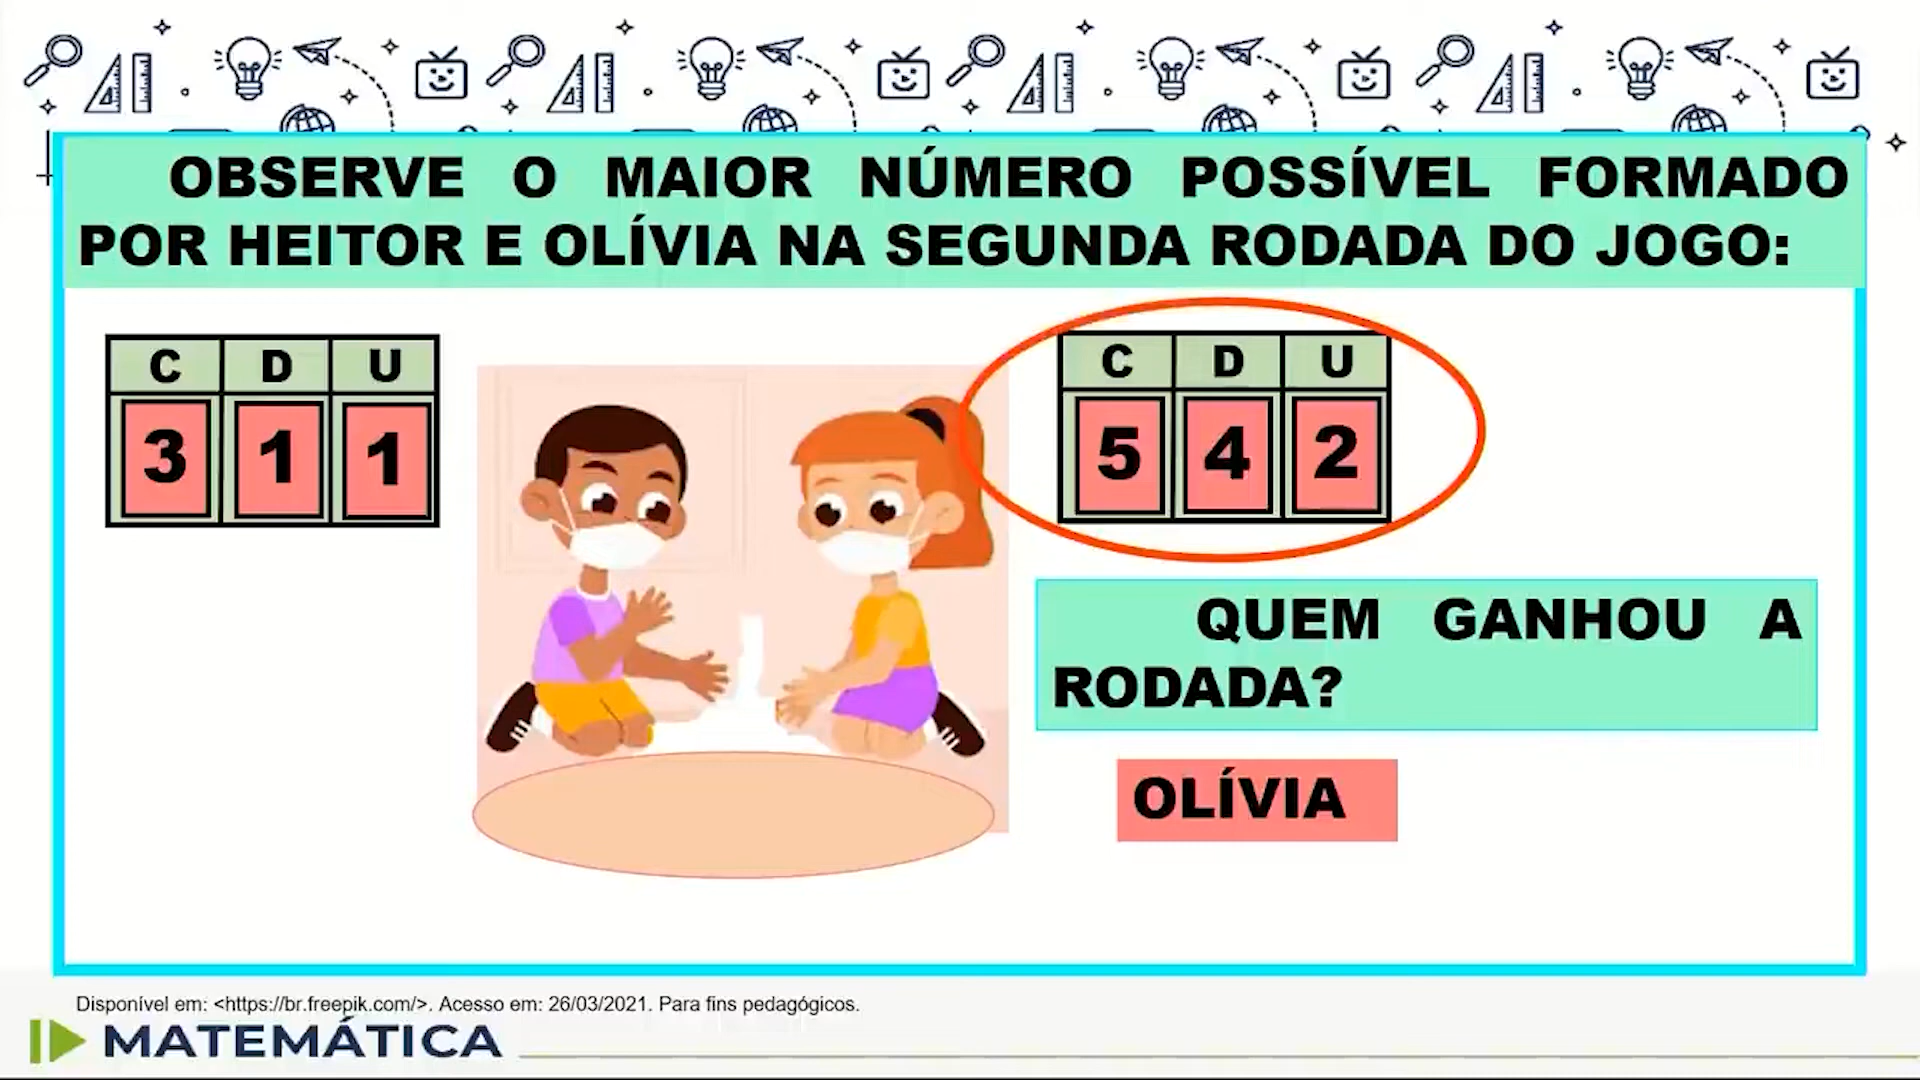 OBSERVE O MAIOR NÚMERO POSSÍVEL FORMADO
POR HEITOR E OLÍVIA NA SEGUNDA RODADA DO JOGO:
C D U
3 1 1
C D U
5 4 2
QUEM GANHOU A
RODADA?
OLÍVIA
Disponível em: <https://br.freepik.com/>. Acesso em: 26/03/2021. Para fins pedagógicos.
MATEMÁTICA